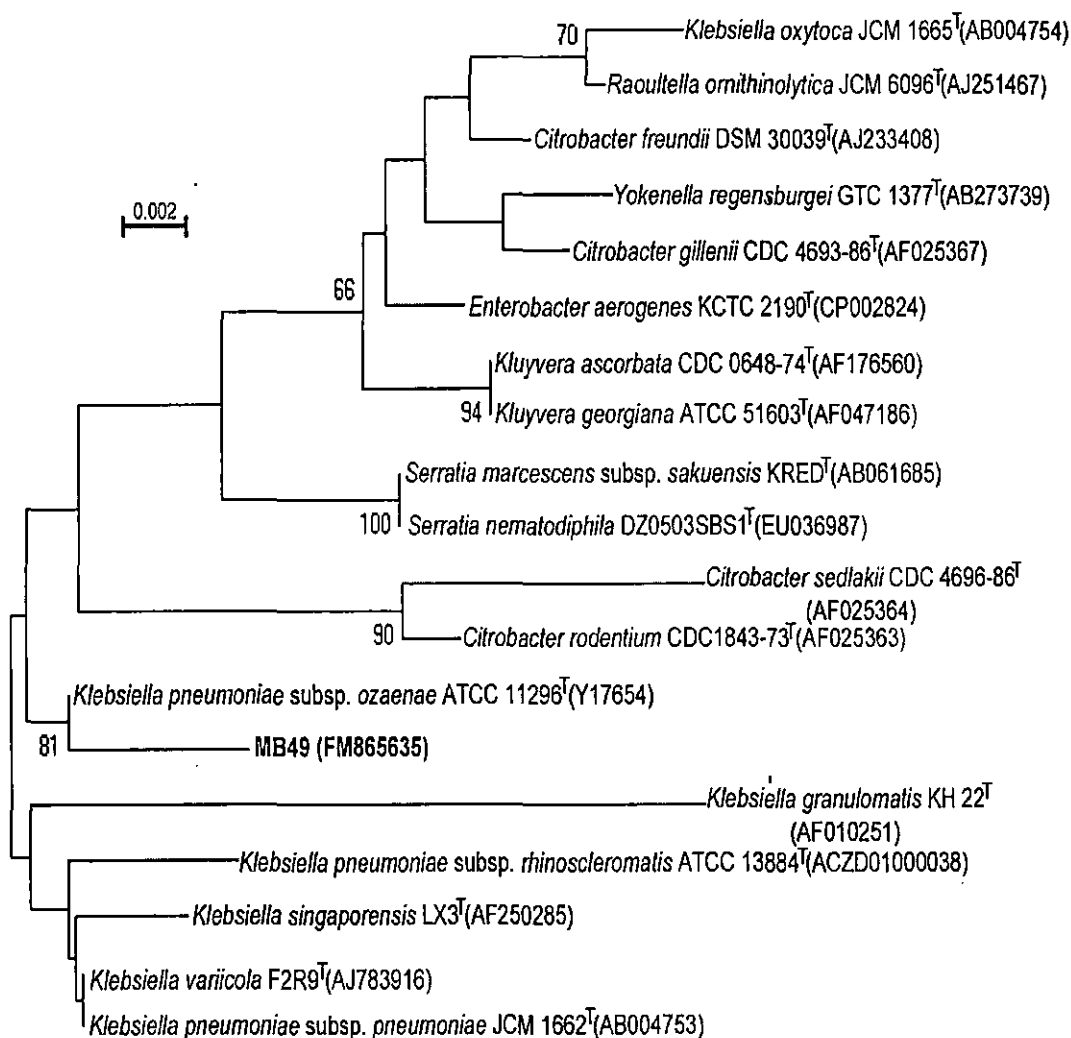 70
Klebsiella oxytoca JCM 1665T(AB004754)
Raoultella ornithinolytica JCM 6096T(AJ251467)
Citrobacter freundii DSM 30039T(AJ233408)
0.002
Yokenella regensburgei GTC 1377T(AB273739)
Citrobacter gillenii CDC 4693-86T(AF025367)
66
Enterobacter aerogenes KCTC 2190T(CP002824)
Kluyvera ascorbata CDC 0648-74T(AF176560)
94
Kluyvera georgiana ATCC 51603T(AF047186)
Serratia marcescens subsp. sakuensis KREDT(AB061685)
100
Serratia nematodiphila DZ0503SBS1T(EU036987)
Citrobacter sedlakii CDC 4696-86T
(AF025364)
90
Citrobacter rodentium CDC1843-73T(AF025363)
Klebsiella pneumoniae subsp. ozaenae ATCC 11296T(Y17654)
81
MB49 (FM865635)
Klebsiella granulomatis KH 22T
(AF010251)
Klebsiella pneumoniae subsp. rhinoscleromatis ATCC 13884T(ACZD01000038)
Klebsiella singaporensis LX3T(AF250285)
Klebsiella variicola F2R9T(AJ783916)
Klebsiella pneumoniae subsp. pneumoniae JCM 1662T(AB004753)